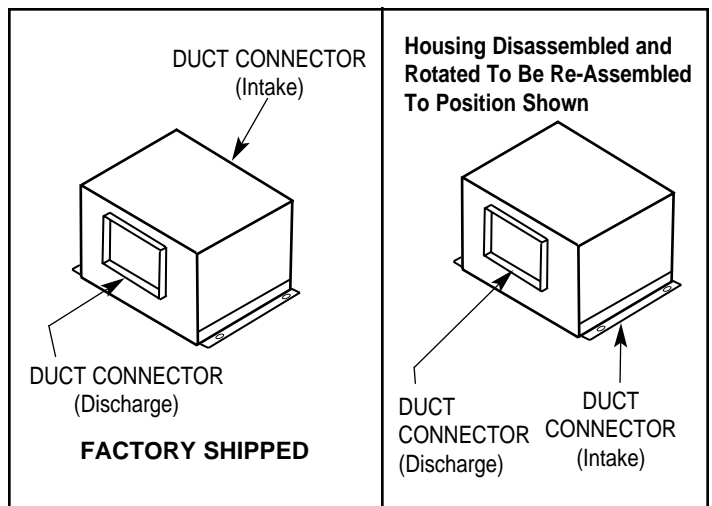 DUCT CONNECTOR
(Intake)
DUCT CONNECTOR
(Discharge)
FACTORY SHIPPED
Housing Disassembled and
Rotated To Be Re-Assembled
To Position Shown
DUCT
CONNECTOR
(Discharge)
DUCT
CONNECTOR
(Intake)